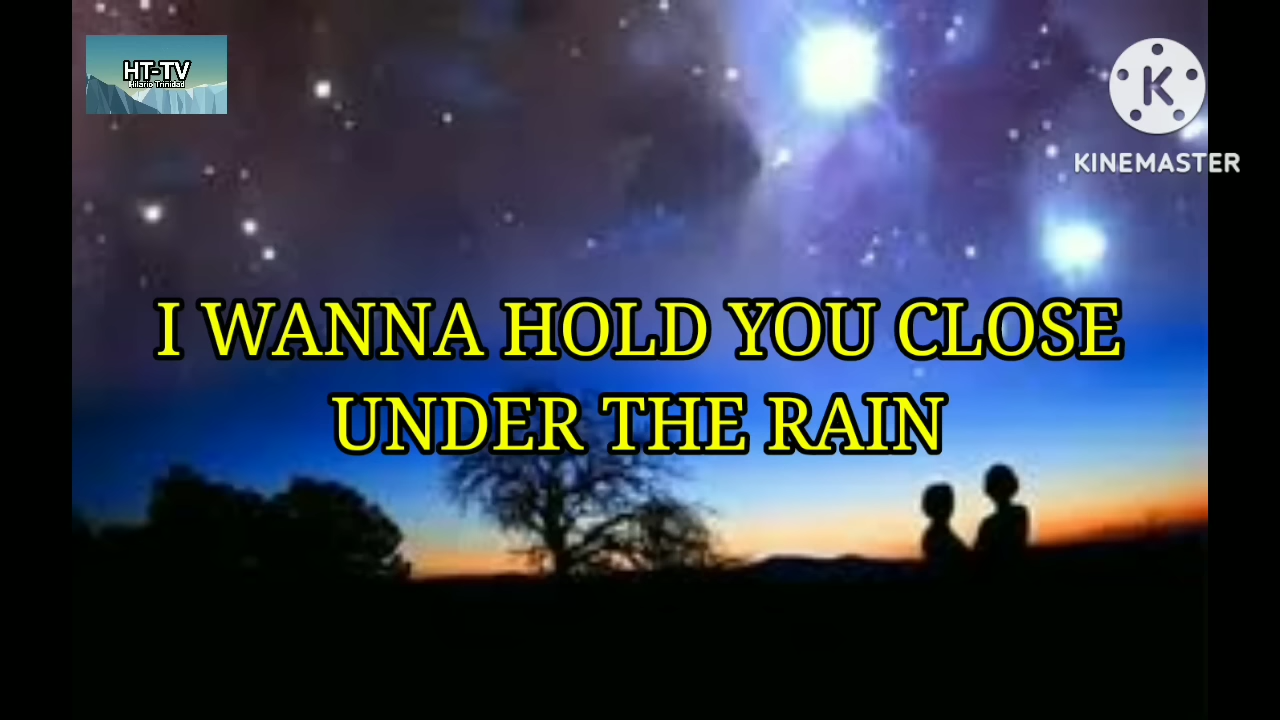 HT-TV
Hilario Trinidad
K
KINEMASTER
I WANNA HOLD YOU CLOSE
UNDER THE RAIN